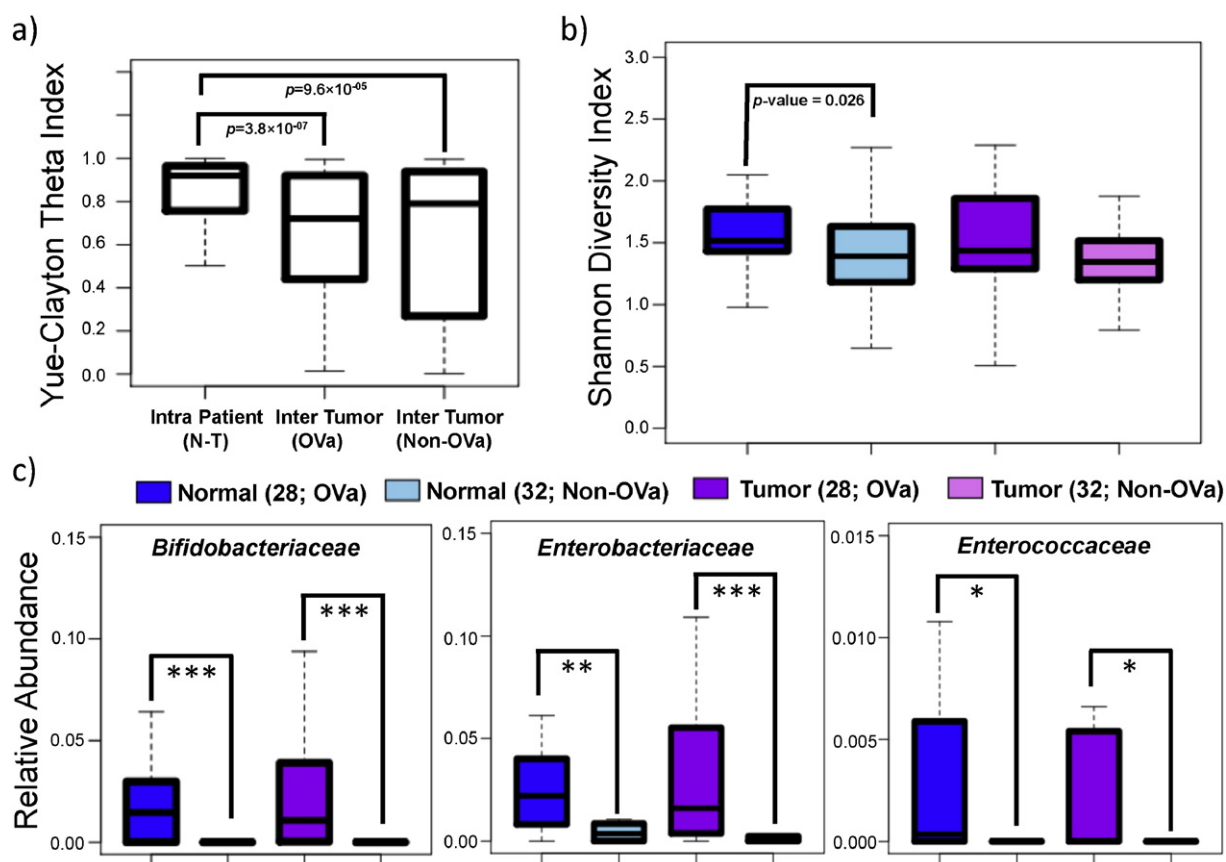 a)
b)
Yue-Clayton Theta Index
1.0
0.8
0.6
0.4
0.2
0.0
p=9.6×10-05
p=3.8×10-07
Intra Patient
(N-T)
Inter Tumor
(OVa)
Inter Tumor
(Non-OVa)
Shannon Diversity Index
3.0
2.5
2.0
1.5
1.0
0.5
0.0
p-value = 0.026
c)
Normal (28; OVa) Normal (32; Non-OVa) Tumor (28; OVa) Tumor (32; Non-OVa)
Relative Abundance
0.15
0.10
0.05
0.00
Bifidobacteriaceae
***
***
0.15
0.10
0.05
0.00
Enterobacteriaceae
**
***
0.015
0.010
0.005
0.000
Enterococcaceae
*
*